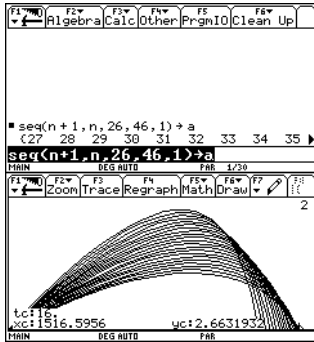 F1 F2 F3 F4 F5 F6
Algebra Calc Other PrgmIO Clean Up
seq(n + 1, n, 26, 46, 1) → a
{27 28 29 30 31 32 33 34 35
seq(n+1,n,26,46,1)→a
MAIN DEG AUTO PAR 1/30
F1 F2 F3 F4 F5 F6 F7
Zoom Trace Regraph Math Draw
2
tc:16.
xc:1516.5956 yc:2.6631932
MAIN DEG AUTO PAR